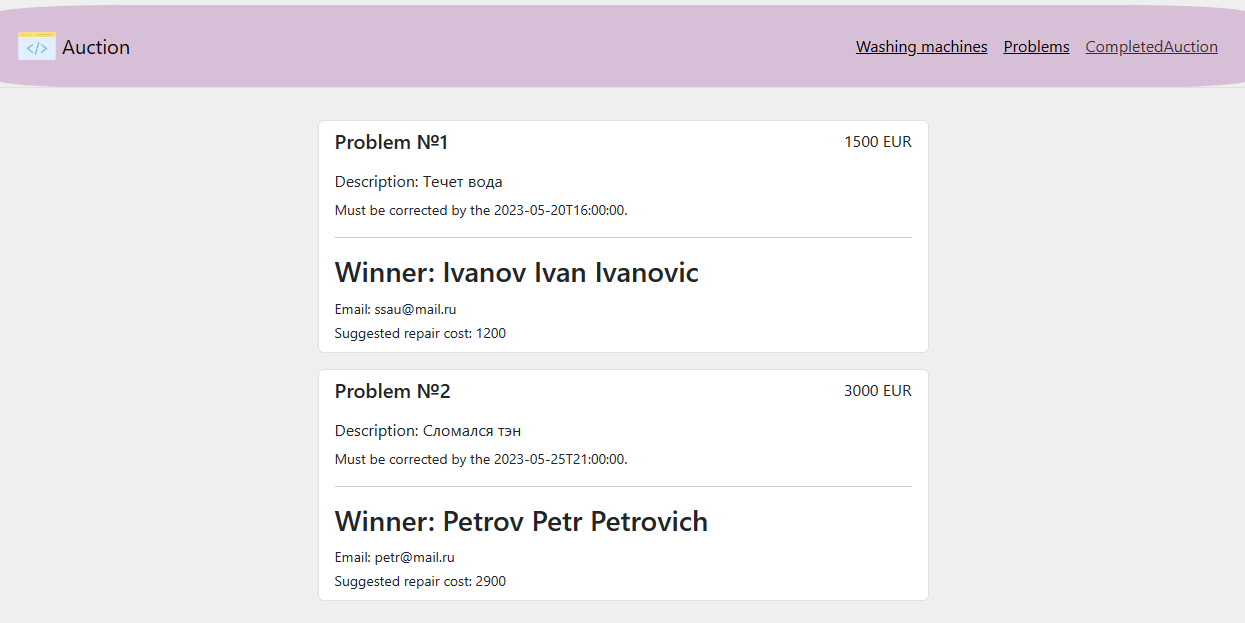 </> Auction
Washing machines Problems CompletedAuction
Problem №1 1500 EUR
Description: Течет вода
Must be corrected by the 2023-05-20T16:00:00.
Winner: Ivanov Ivan Ivanovic
Email: ssau@mail.ru
Suggested repair cost: 1200
Problem №2 3000 EUR
Description: Сломался тэн
Must be corrected by the 2023-05-25T21:00:00.
Winner: Petrov Petr Petrovich
Email: petr@mail.ru
Suggested repair cost: 2900